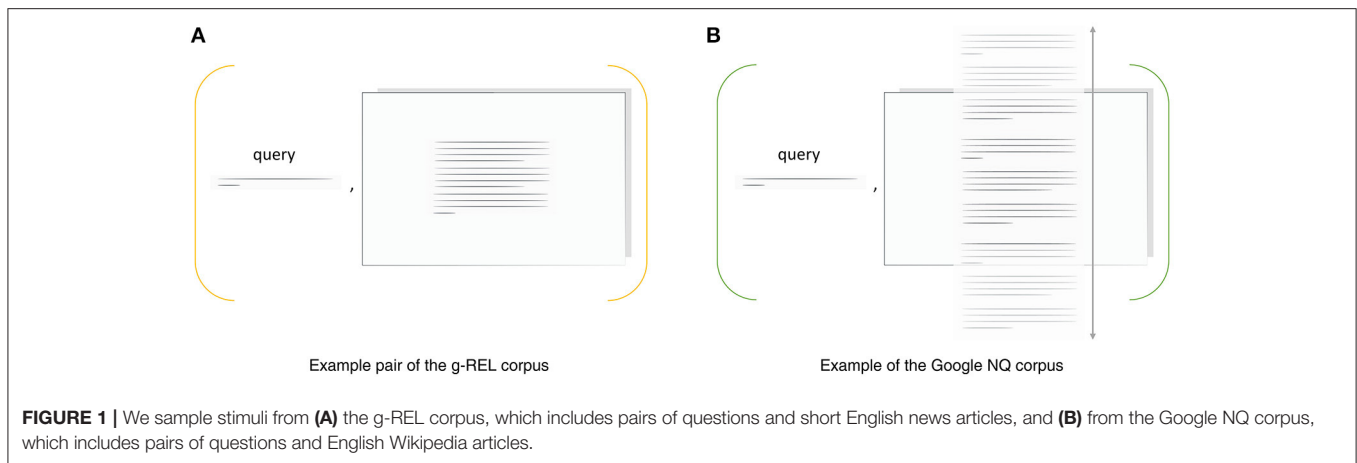 A
B
query
,
query
,
Example pair of the g-REL corpus
Example of the Google NQ corpus
FIGURE 1 | We sample stimuli from (A) the g-REL corpus, which includes pairs of questions and short English news articles, and (B) from the Google NQ corpus,
which includes pairs of questions and English Wikipedia articles.